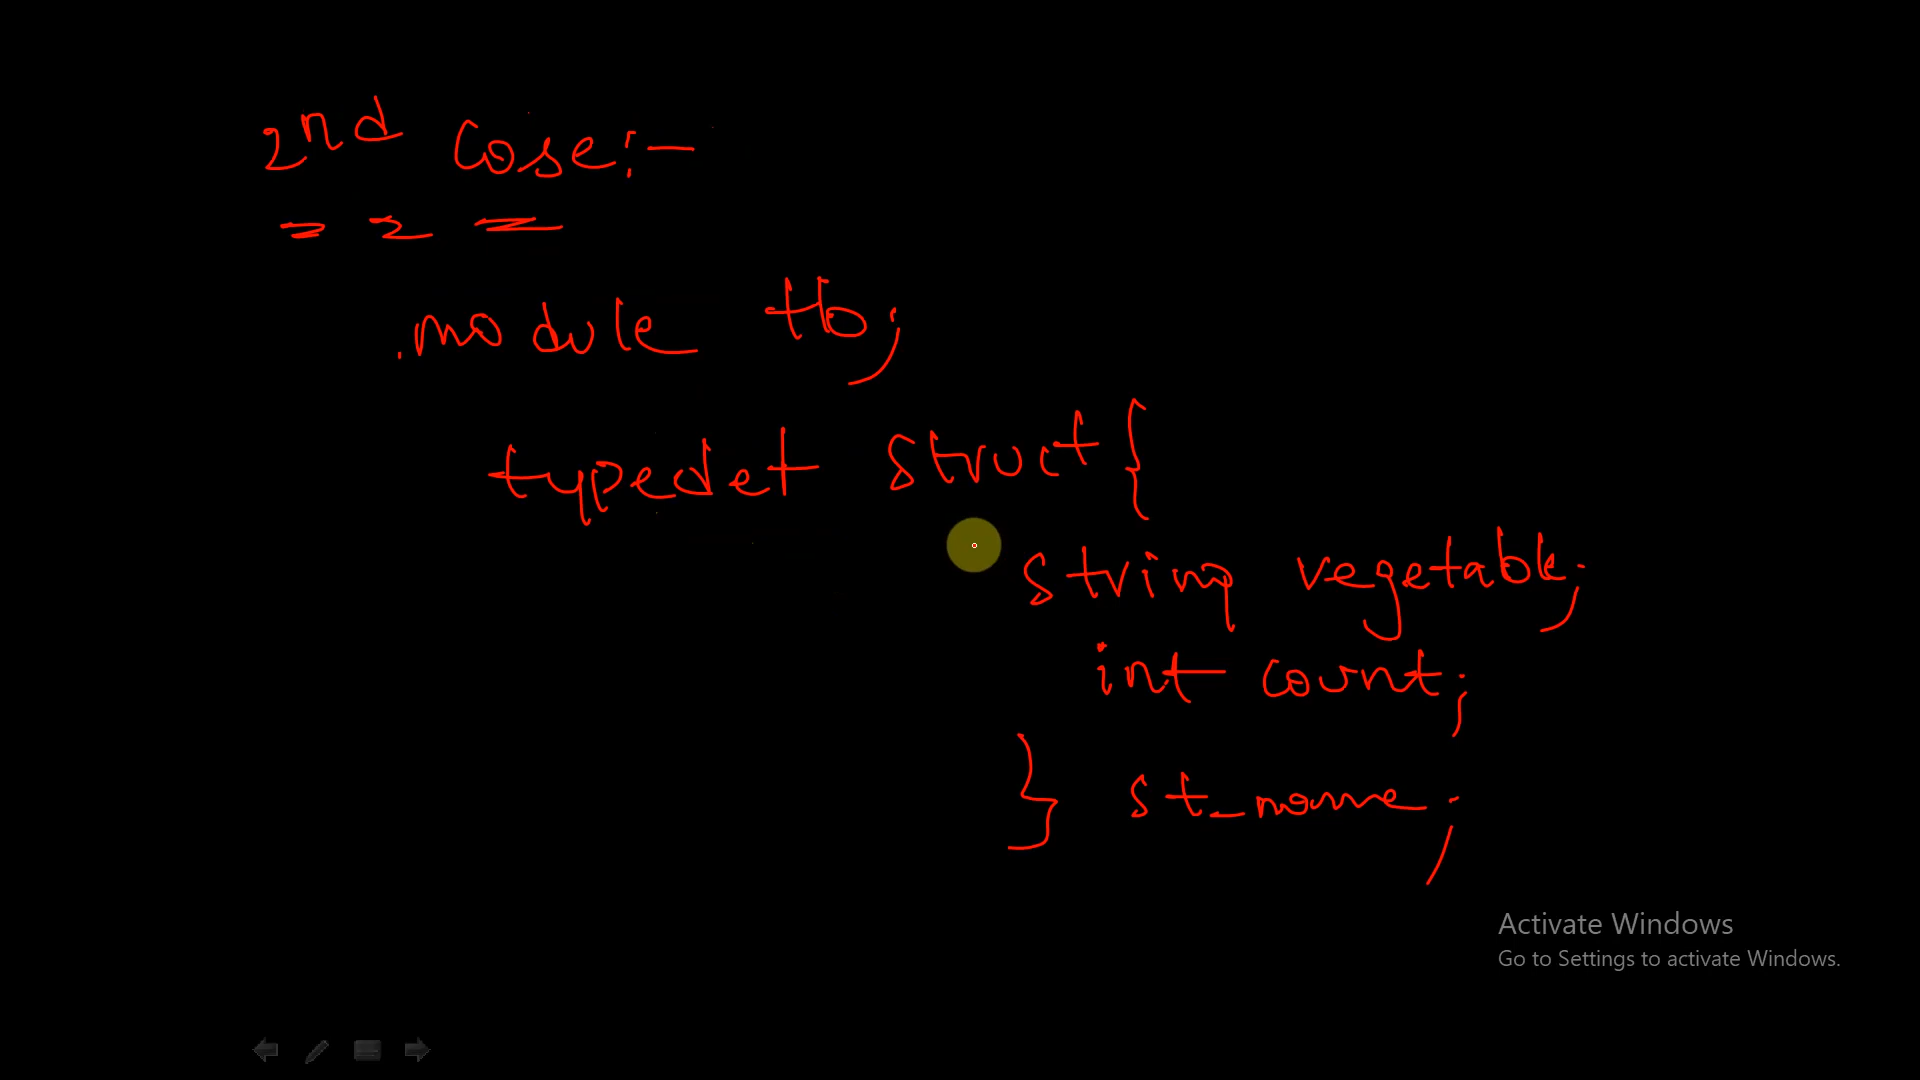 2nd Case:-
module tb;
typedef struct{
string vegetable;
int count;
} st_name;
Activate Windows
Go to Settings to activate Windows.